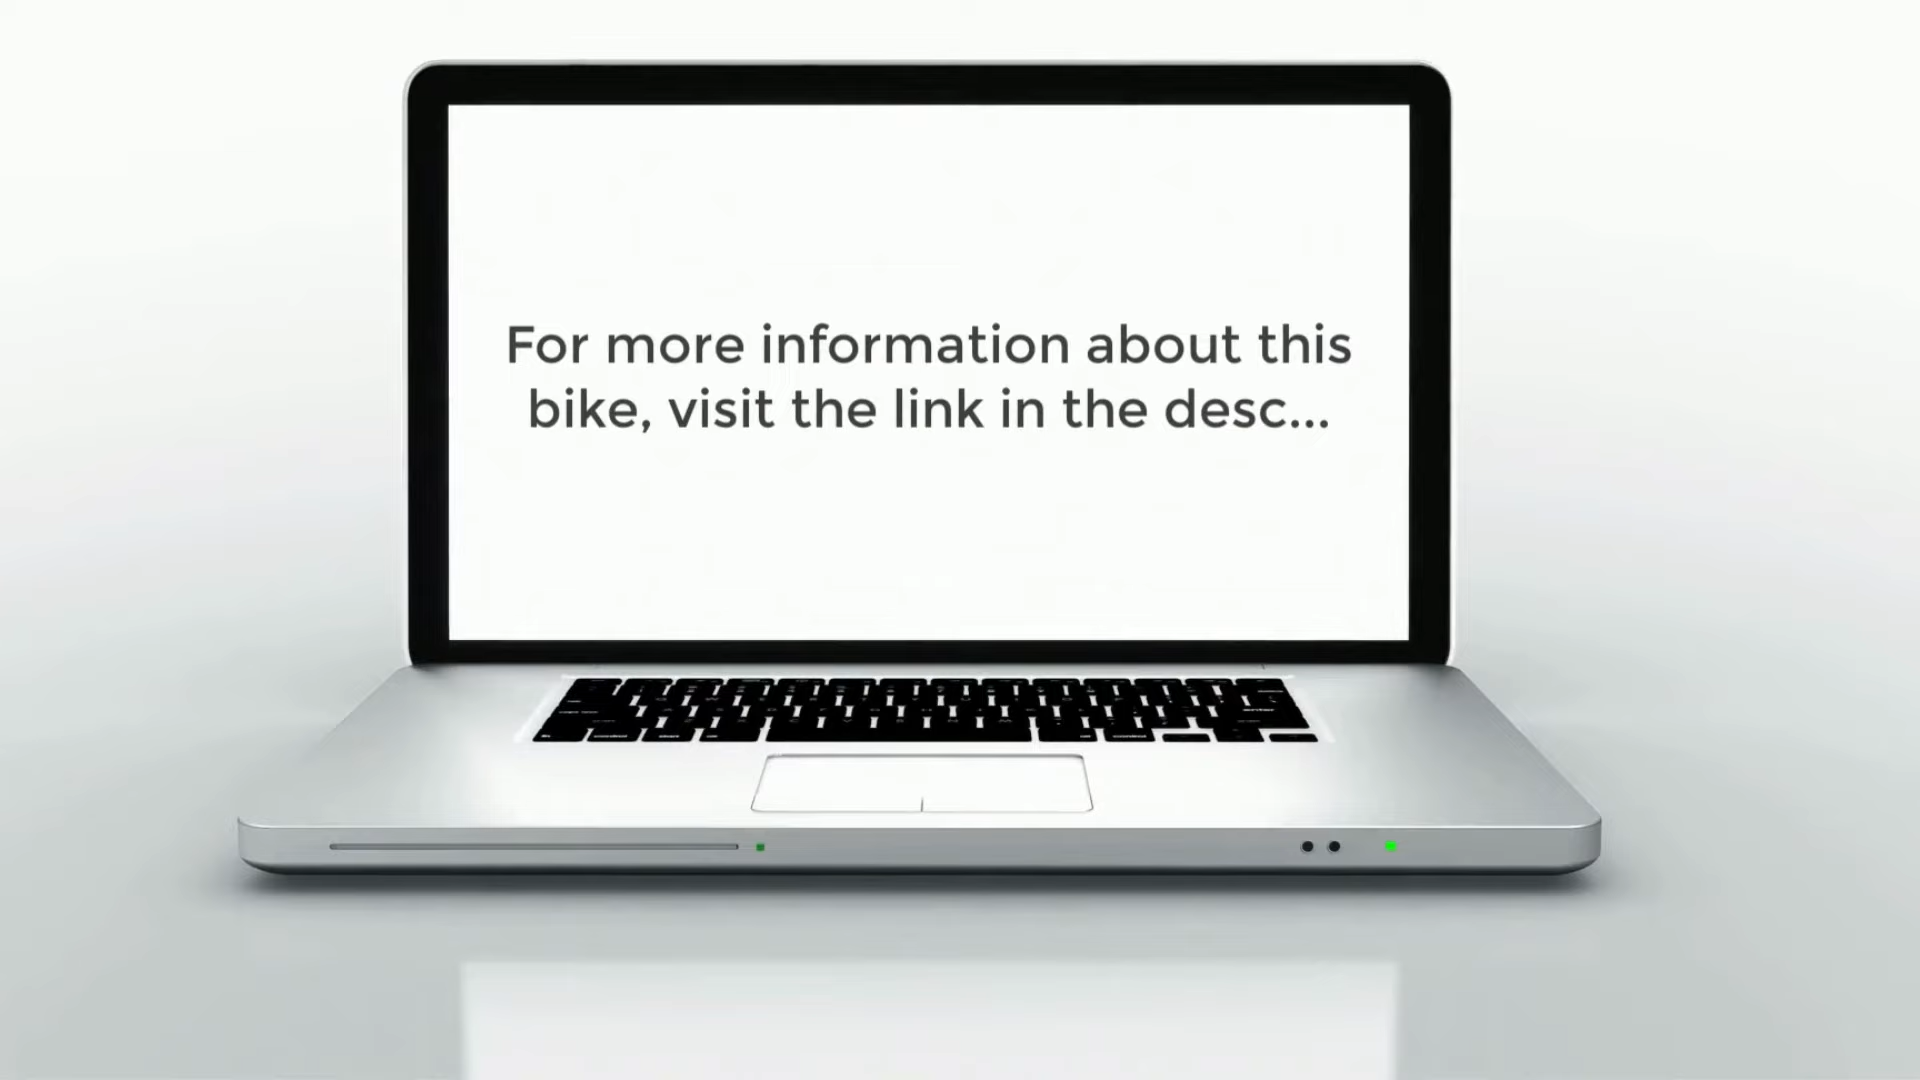 For more information about this
bike, visit the link in the desc...